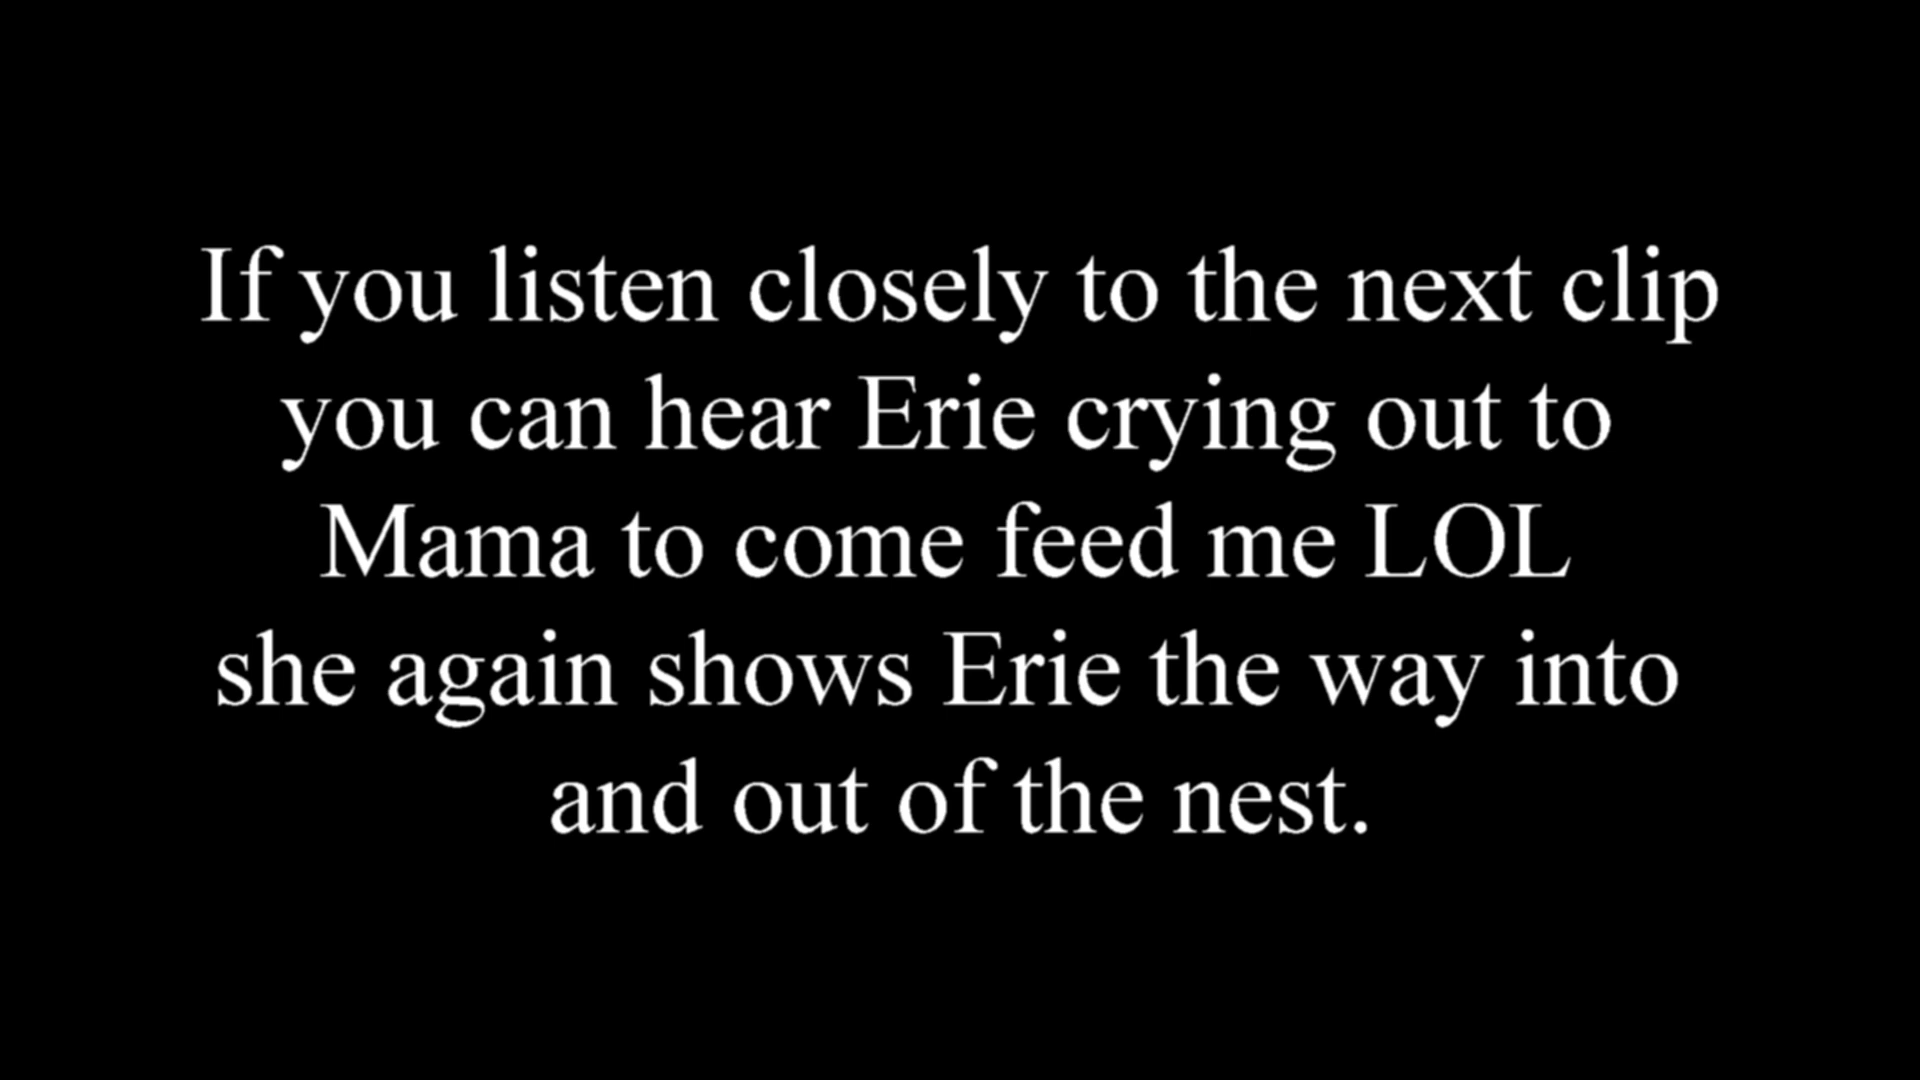 If you listen closely to the next clip
you can hear Erie crying out to
Mama to come feed me LOL
she again shows Erie the way into
and out of the nest.